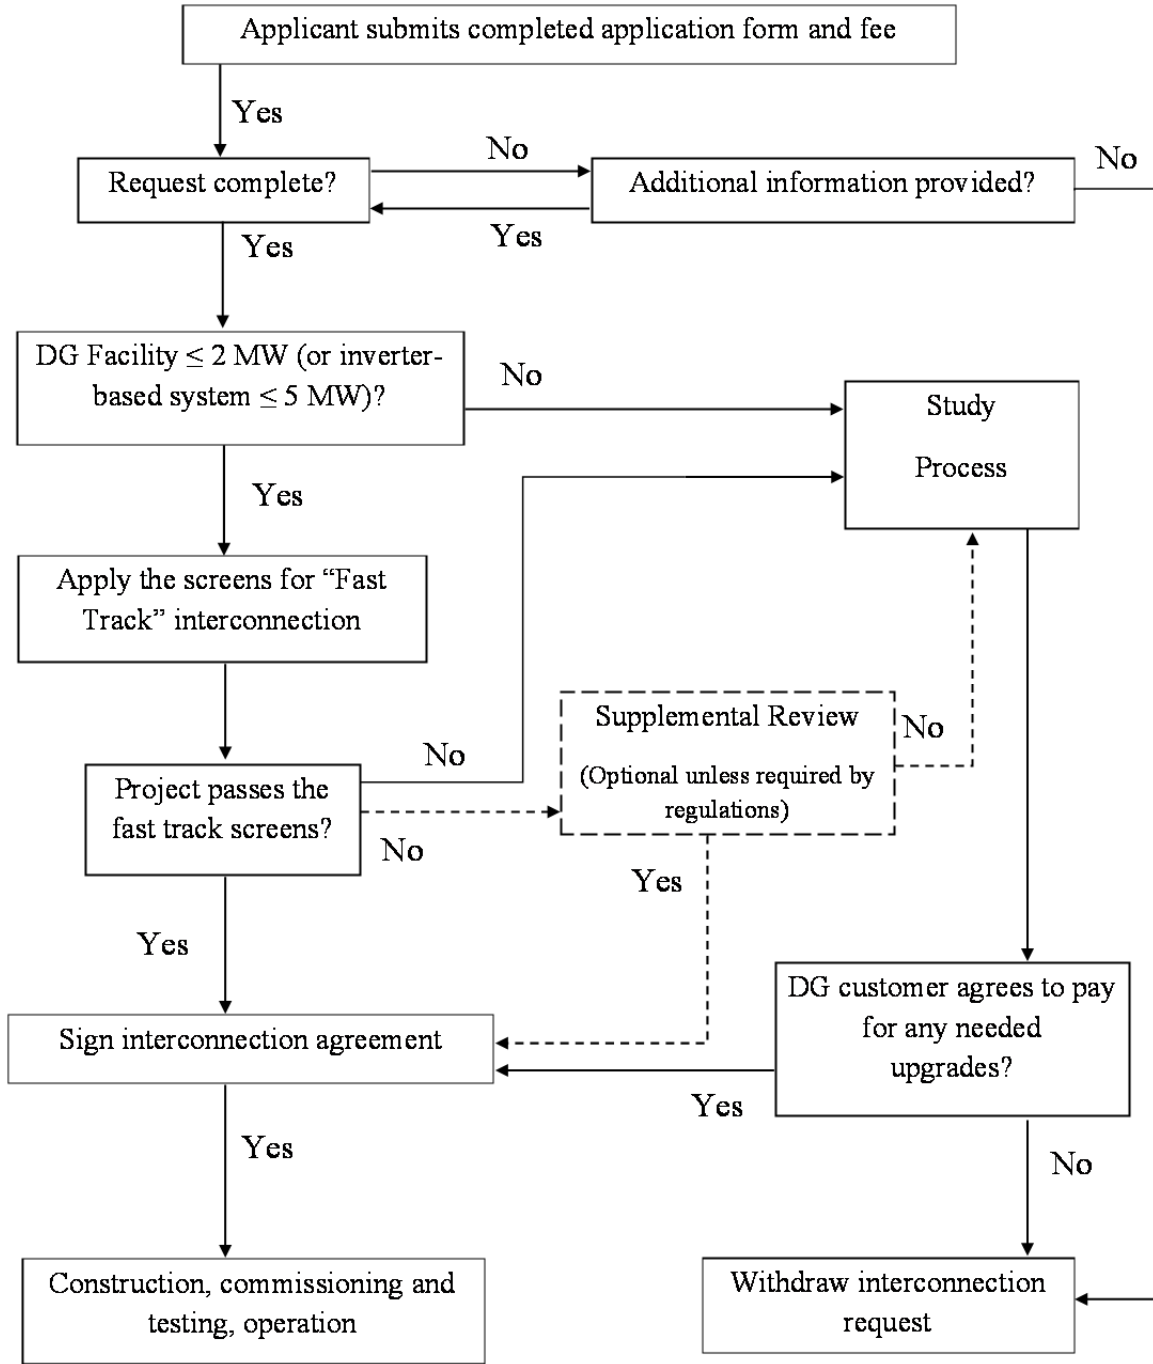 Applicant submits completed application form and fee
Yes
No
No
Request complete?
Additional information provided?
Yes
Yes
DG Facility ≤ 2 MW (or inverter-
based system ≤ 5 MW)?
No
Study
Process
Yes
Apply the screens for “Fast
Track” interconnection
Supplemental Review
(Optional unless required by
regulations)
No
No
Project passes the
fast track screens?
No
Yes
Yes
DG customer agrees to pay
for any needed
upgrades?
Sign interconnection agreement
Yes
Yes
No
Construction, commissioning and
testing, operation
Withdraw interconnection
request